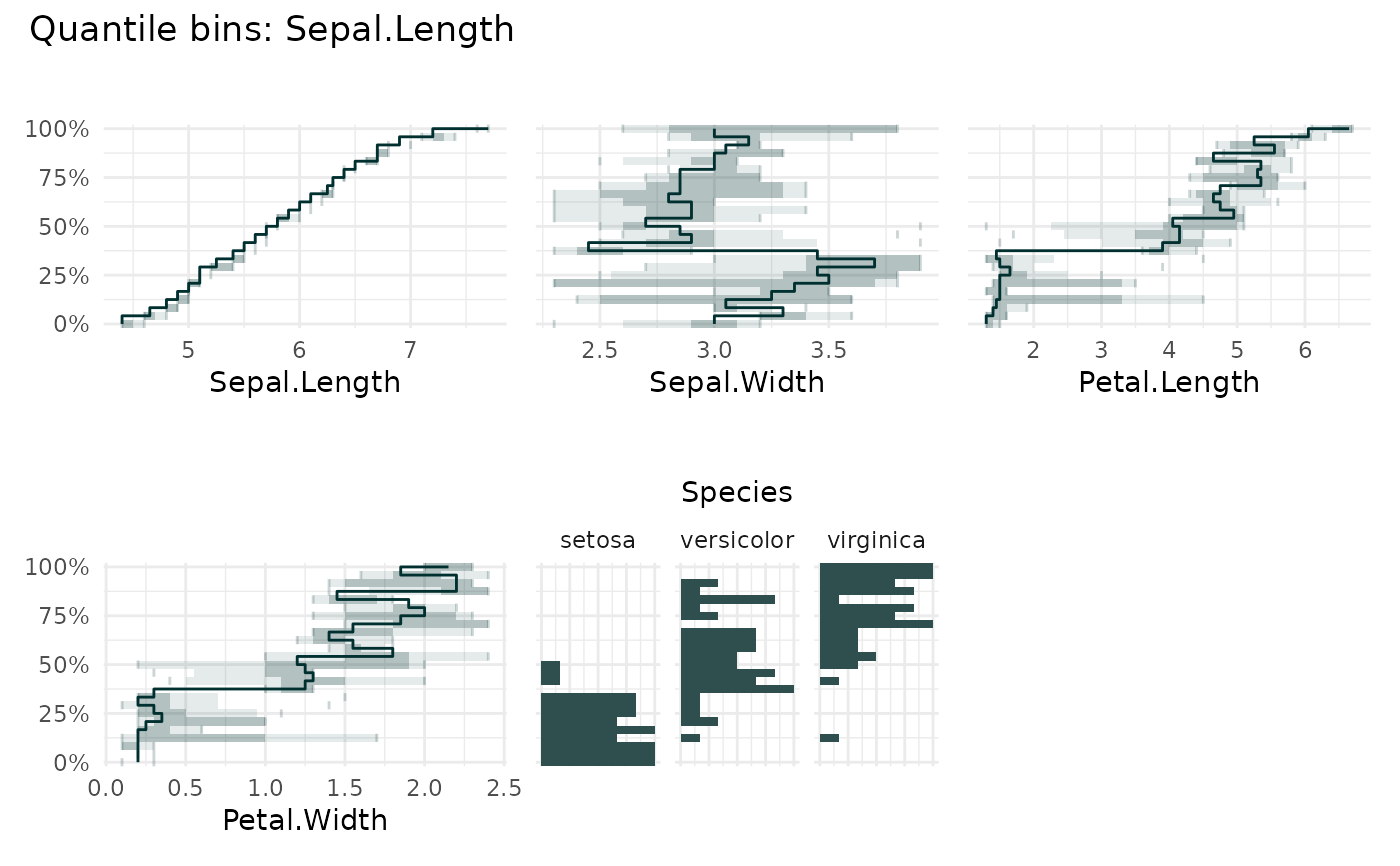 Quantile bins: Sepal.Length
100%
75%
50%
25%
0%
5 6 7
2.5 3.0 3.5
2 3 4 5 6
Sepal.Length
Sepal.Width
Petal.Length
Species
setosa versicolor virginica
100%
75%
50%
25%
0%
0.0 0.5 1.0 1.5 2.0 2.5
Petal.Width